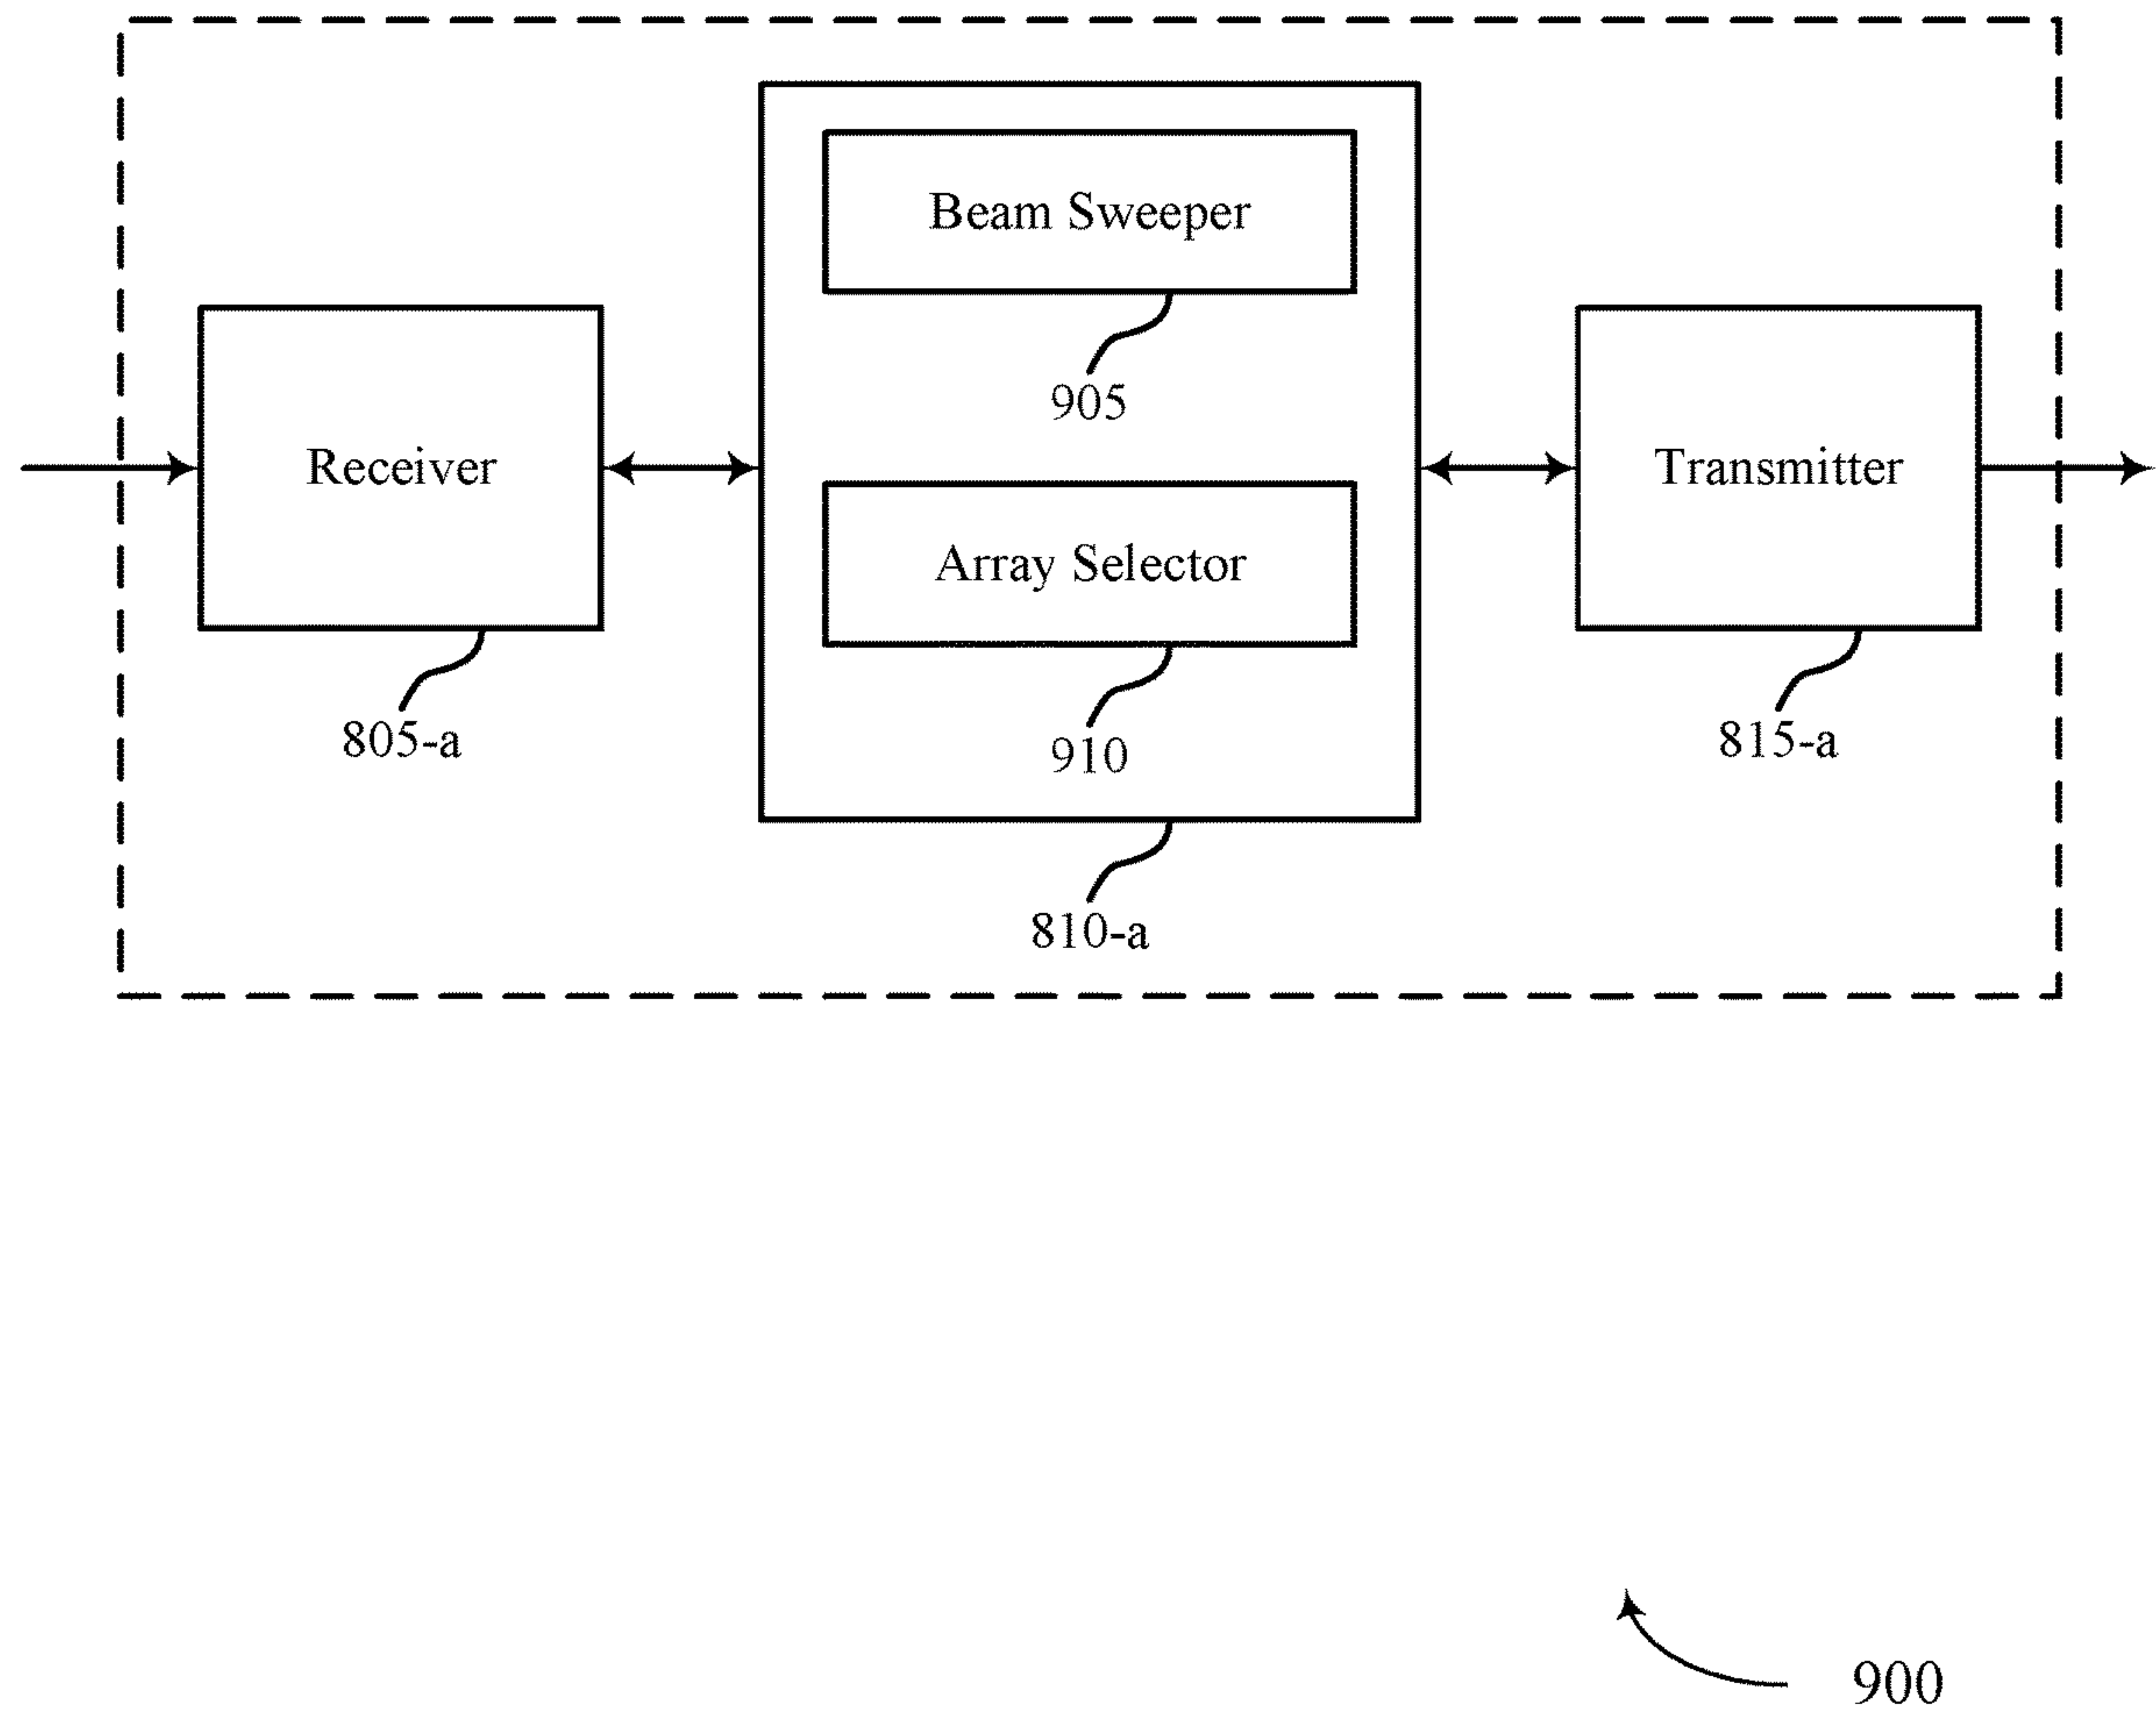 Beam Sweeper
905
Receiver
Transmitter
Array Selector
805-a
910
815-a
810-a
900